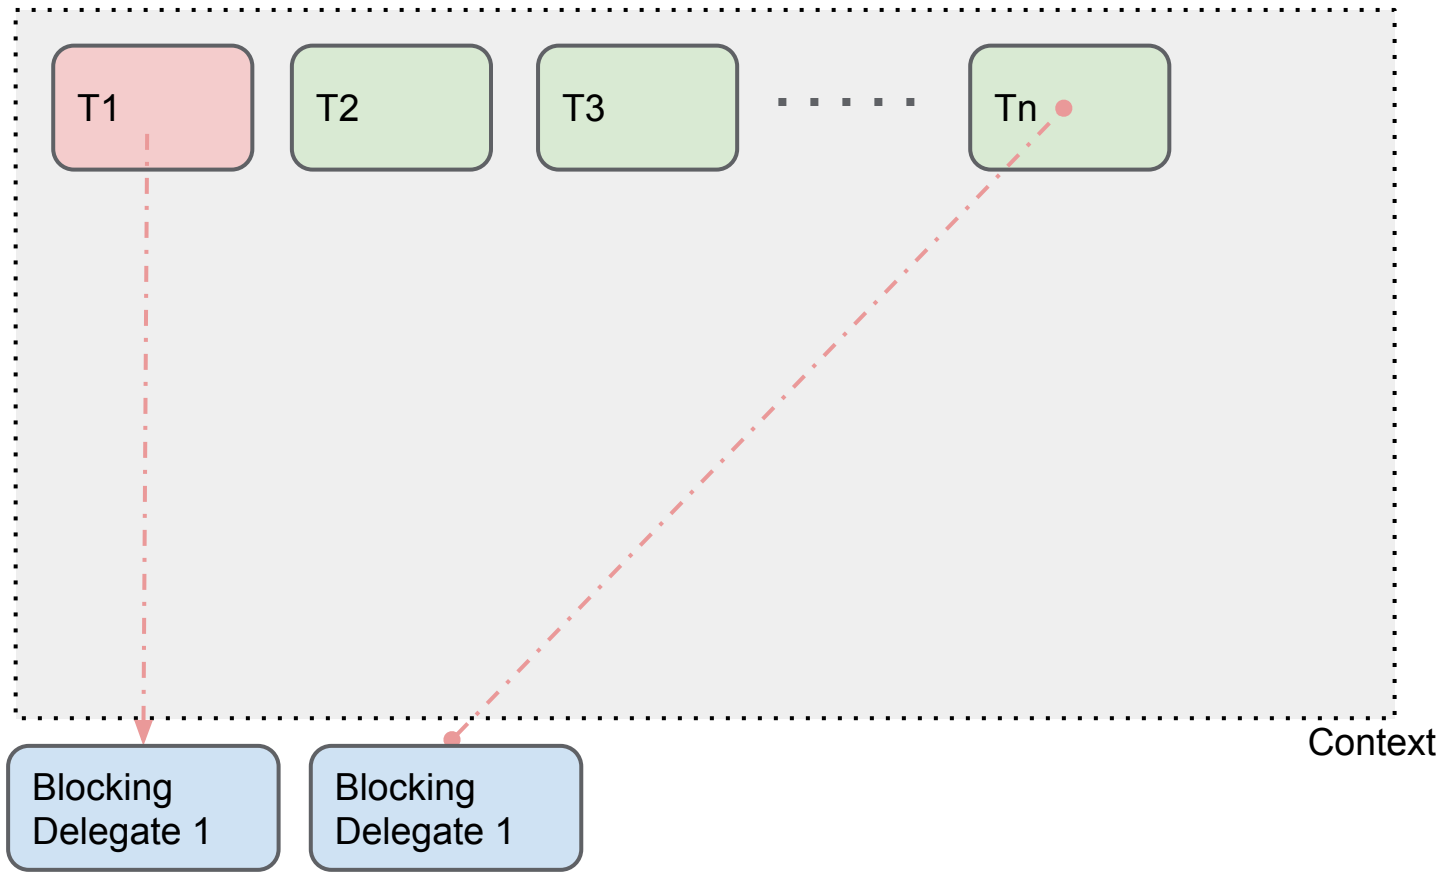 T1
T2
T3
Tn
Context
Blocking
Delegate 1
Blocking
Delegate 1